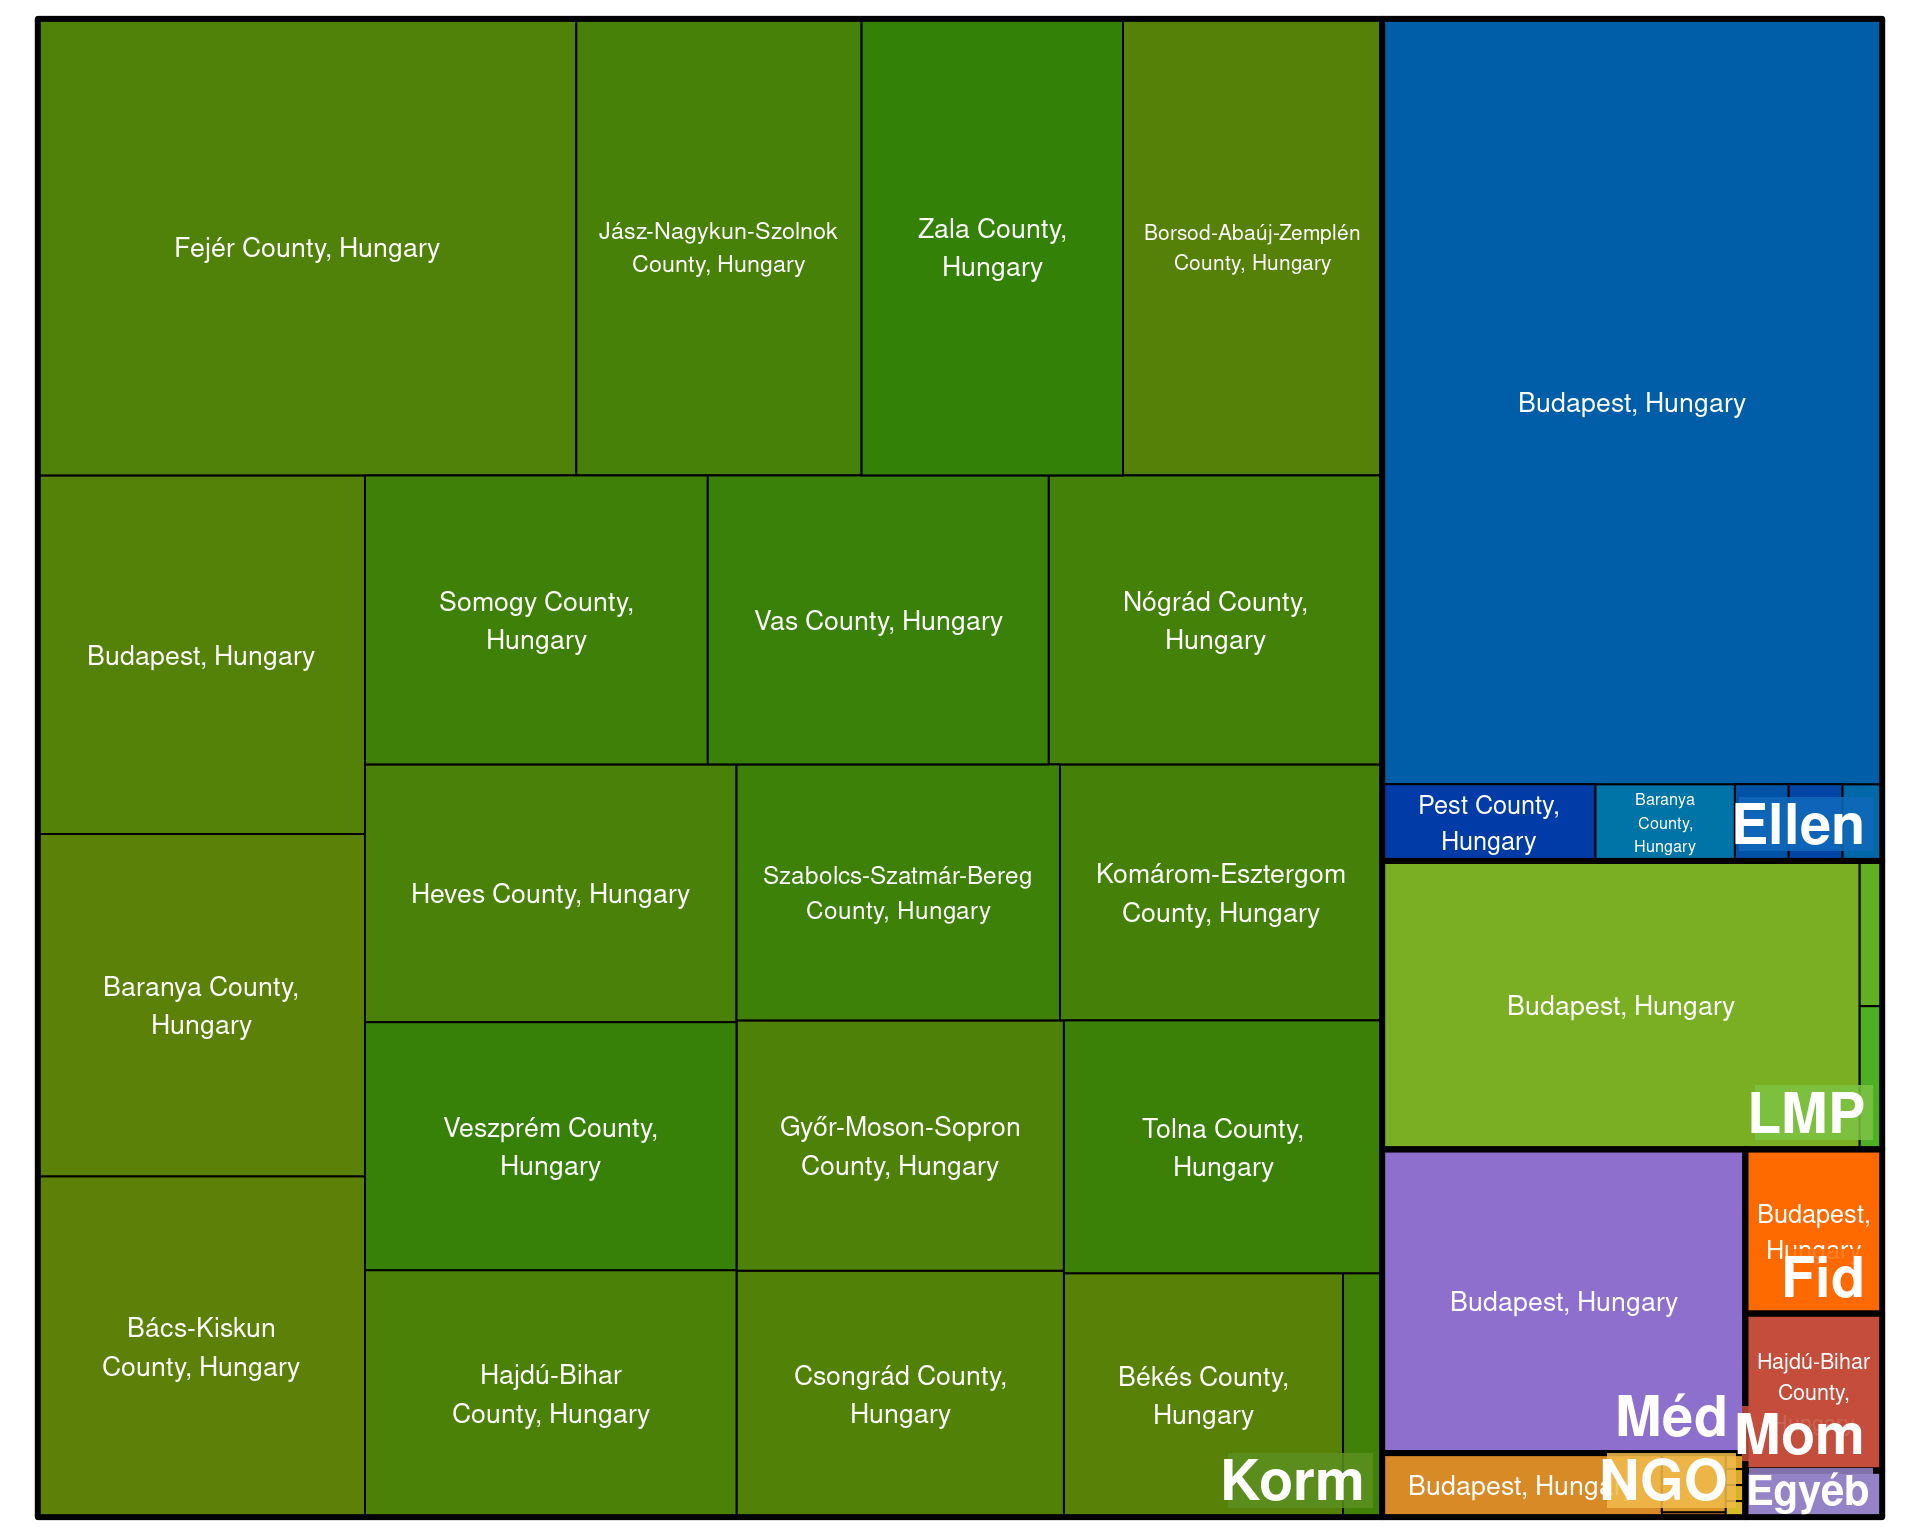 Fejér County, Hungary
Jász-Nagykun-Szolnok
County, Hungary
Zala County,
Hungary
Borsod-Abaúj-Zemplén
County, Hungary
Budapest, Hungary
Somogy County,
Hungary
Vas County, Hungary
Nógrád County,
Hungary
Budapest, Hungary
Heves County, Hungary
Szabolcs-Szatmár-Bereg
County, Hungary
Komárom-Esztergom
County, Hungary
Baranya County,
Hungary
Veszprém County,
Hungary
Győr-Moson-Sopron
County, Hungary
Tolna County,
Hungary
Bács-Kiskun
County, Hungary
Hajdú-Bihar
County, Hungary
Csongrád County,
Hungary
Békés County,
Hungary
Korm
Pest County,
Hungary
Baranya
County,
Hungary
Ellen
Budapest, Hungary
LMP
Budapest, Hungary
Méd
Budapest,
Hungary
Fid
Hajdú-Bihar
County,
Hungary
Mom
Budapest, Hungary
NGO
Egyéb